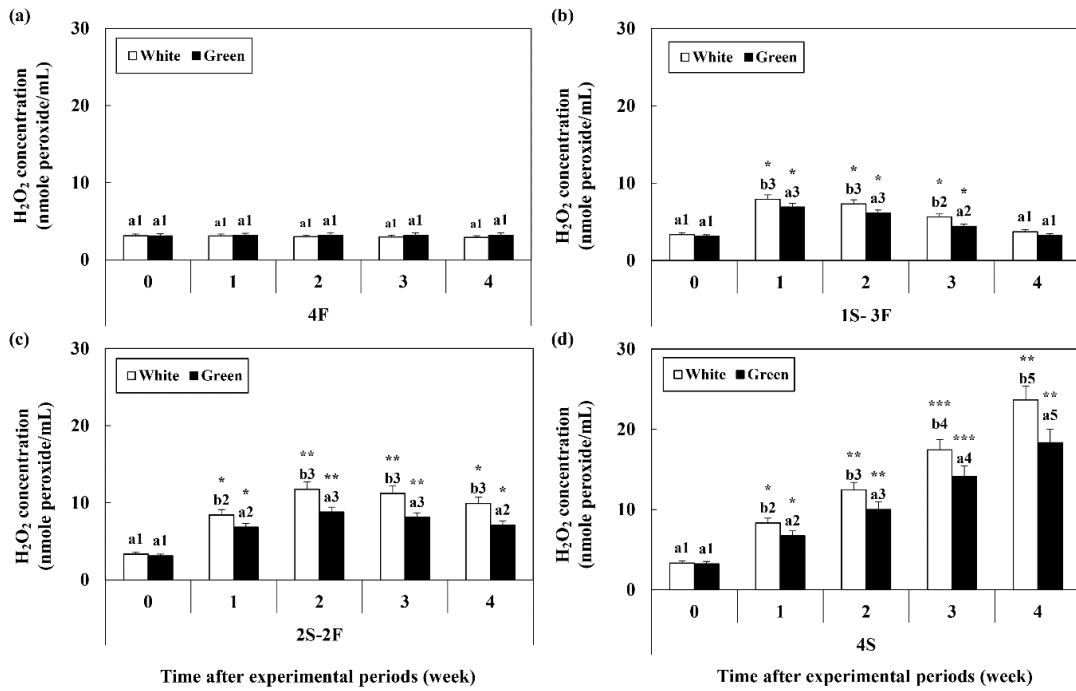 (a)
30
White Green
20
10
0
H₂O₂ concentration
(nmole peroxide/mL)
a1 a1 a1 a1 a1 a1 a1 a1 a1 a1
0 1 2 3 4
4F
(b)
30
White Green
20
10
0
H₂O₂ concentration
(nmole peroxide/mL)
* * * * * *
a1 a1 b3 a3 b3 a3 b2 a2 a1 a1
0 1 2 3 4
1S- 3F
(c)
30
White Green
20
10
0
H₂O₂ concentration
(nmole peroxide/mL)
* * ** ** ** ** * *
a1 a1 b2 a2 b3 a3 b3 a3 b3 a2
0 1 2 3 4
2S-2F
Time after experimental periods (week)
(d)
30
White Green
20
10
0
H₂O₂ concentration
(nmole peroxide/mL)
* * ** ** *** *** ** **
a1 a1 b2 a2 b3 a3 b4 a4 b5 a5
0 1 2 3 4
4S
Time after experimental periods (week)